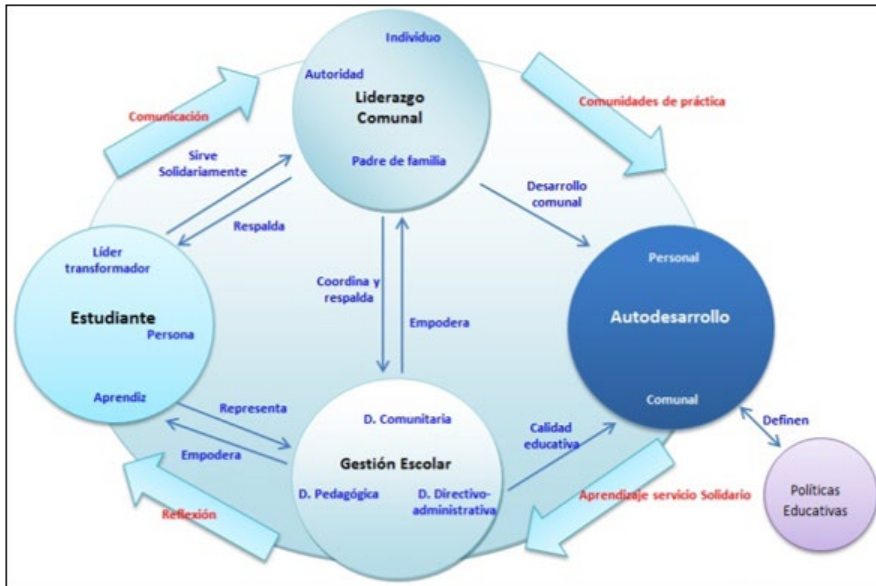 Individuo
Autoridad
Liderazgo
Comunal
Padre de familia
Comunicación
Comunidades de práctica
Sirve
Solidariamente
Respalda
Desarrollo
comunal
Líder
transformador
Estudiante
Persona
Aprendiz
Coordina y
respalda
Empodera
Personal
Autodesarrollo
Comunal
Representa
Empodera
D. Comunitaria
Gestión Escolar
D. Pedagógica
D. Directivo-
administrativa
Calidad
educativa
Definen
Políticas
Educativas
Reflexión
Aprendizaje servicio Solidario